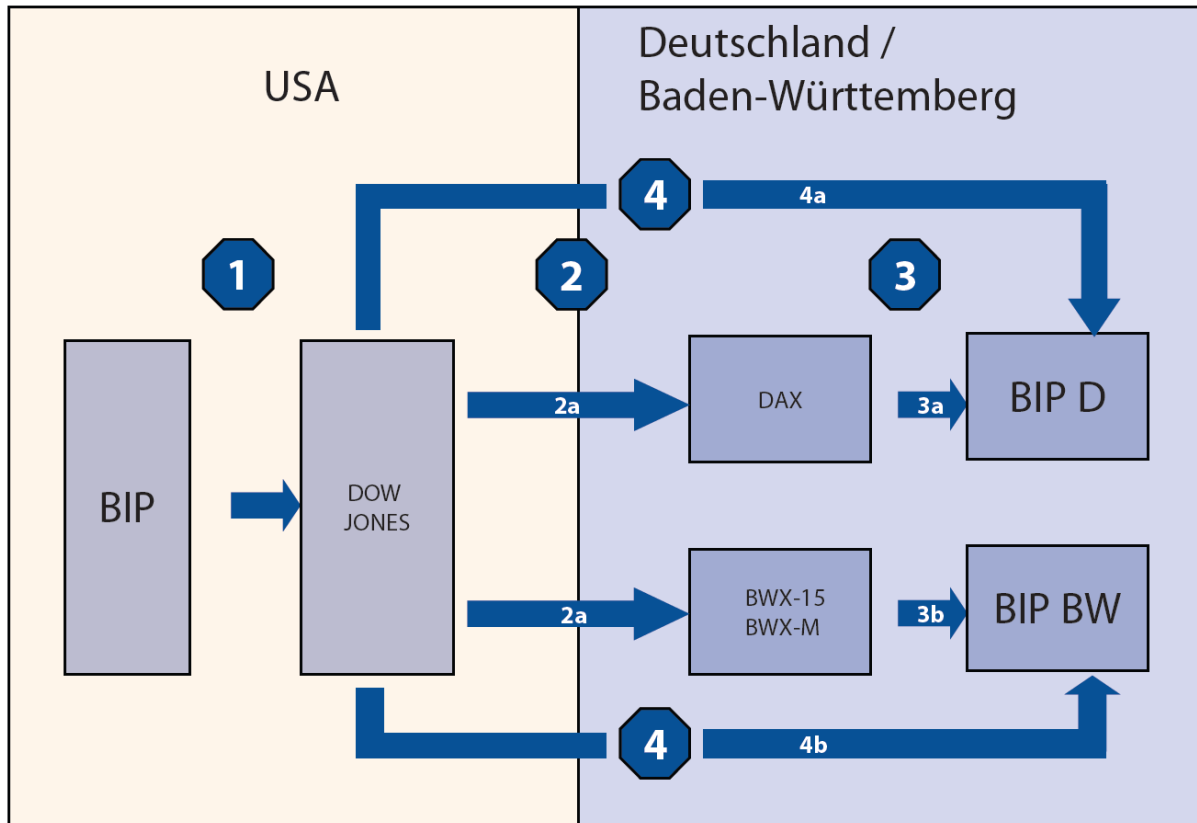 USA
Deutschland /
Baden-Württemberg
4
4a
1
2
3
BIP
DOW
JONES
2a
DAX
3a
BIP D
2a
BWX-15
BWX-M
3b
BIP BW
4
4b